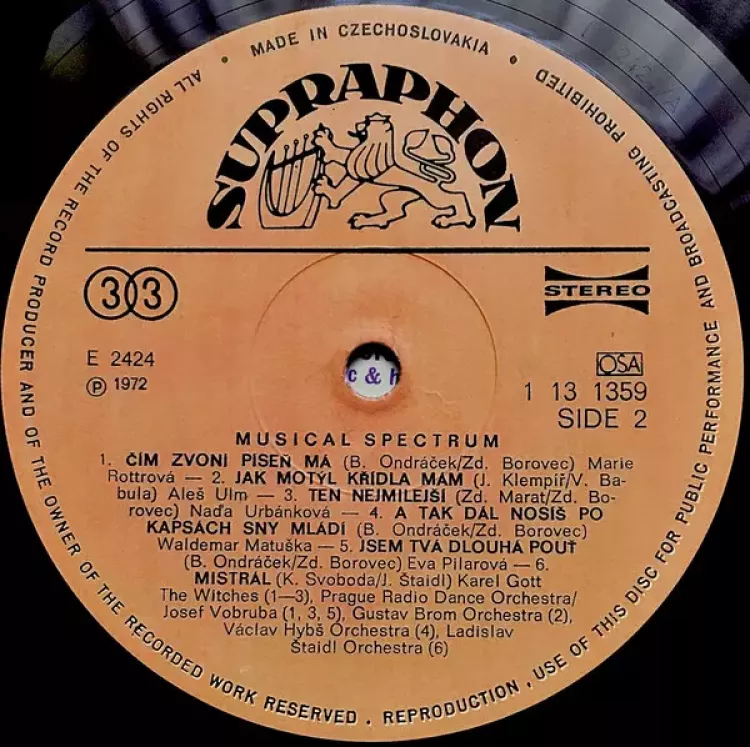 ALL RIGHTS OF THE RECORD PRODUCER AND OF THE OWNER OF THE RECORDED WORK RESERVED . REPRODUCTION , USE OF THIS DISC FOR PUBLIC PERFORMANCE AND BROADCASTING PROHIBITED • MADE IN CZECHOSLOVAKIA •
SUPRAPHON
33
STEREO
E 2424
Ⓟ 1972
c & h
OSA
1 13 1359
SIDE 2
MUSICAL SPECTRUM
1. ČÍM ZVONÍ PÍSEŇ MÁ (B. Ondráček/Zd. Borovec) Marie
Rottrová — 2. JAK MOTÝL KŘÍDLA MÁM (J. Klempíř/V. Ba-
bula) Aleš Ulm — 3. TEN NEJMILEJŠÍ (Zd. Marat/Zd. Bo-
rovec) Naďa Urbánková — 4. A TAK DÁL NOSÍŠ PO
KAPSÁCH SNY MLÁDÍ (B. Ondráček/Zd. Borovec)
Waldemar Matuška — 5. JSEM TVÁ DLOUHÁ POUŤ
(B. Ondráček/Zd. Borovec) Eva Pilarová — 6.
MISTRÁL (K. Svoboda/J. Štaidl) Karel Gott
The Witches (1—3), Prague Radio Dance Orchestra/
Josef Vobruba (1, 3, 5), Gustav Brom Orchestra (2),
Václav Hybš Orchestra (4), Ladislav
Štaidl Orchestra (6)